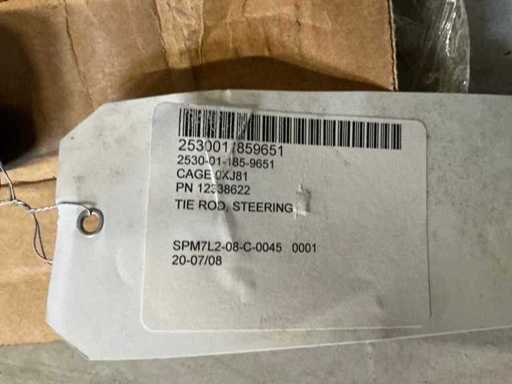 2530011859651
2530-01-185-9651
CAGE 0XJ81
PN 12338622
TIE ROD, STEERING
SPM7L2-08-C-0045 0001
20-07/08